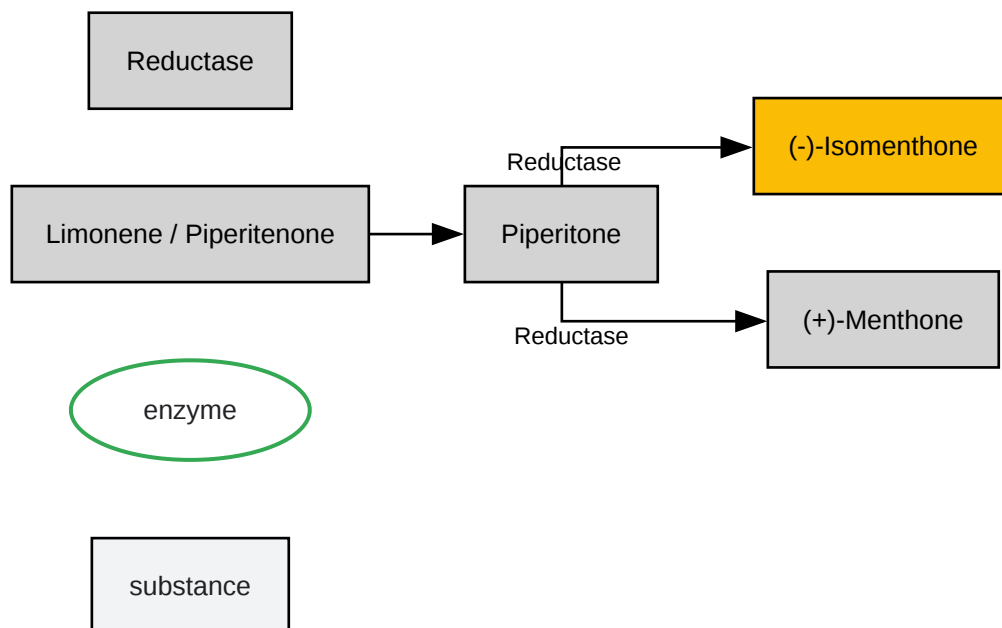 Reductase
(-)-Isomenthone
Reductase
Limonene / Piperitenone
Piperitone
(+)-Menthone
Reductase
enzyme
substance